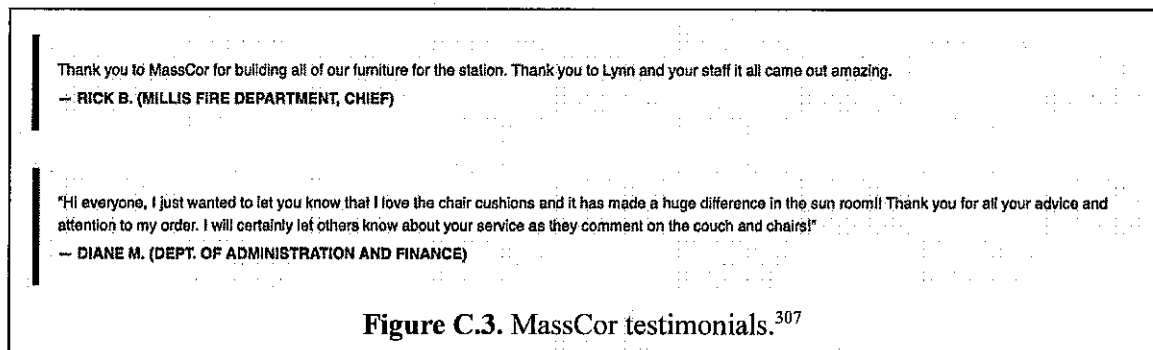 Thank you to MassCor for building all of our furniture for the station. Thank you to Lynn and your staff it all came out amazing.
— RICK B. (MILLIS FIRE DEPARTMENT, CHIEF)
"Hi everyone, I just wanted to let you know that I love the chair cushions and it has made a huge difference in the sun room!! Thank you for all your advice and
attention to my order. I will certainly let others know about your service as they comment on the couch and chairs!"
— DIANE M. (DEPT. OF ADMINISTRATION AND FINANCE)
Figure C.3. MassCor testimonials.307